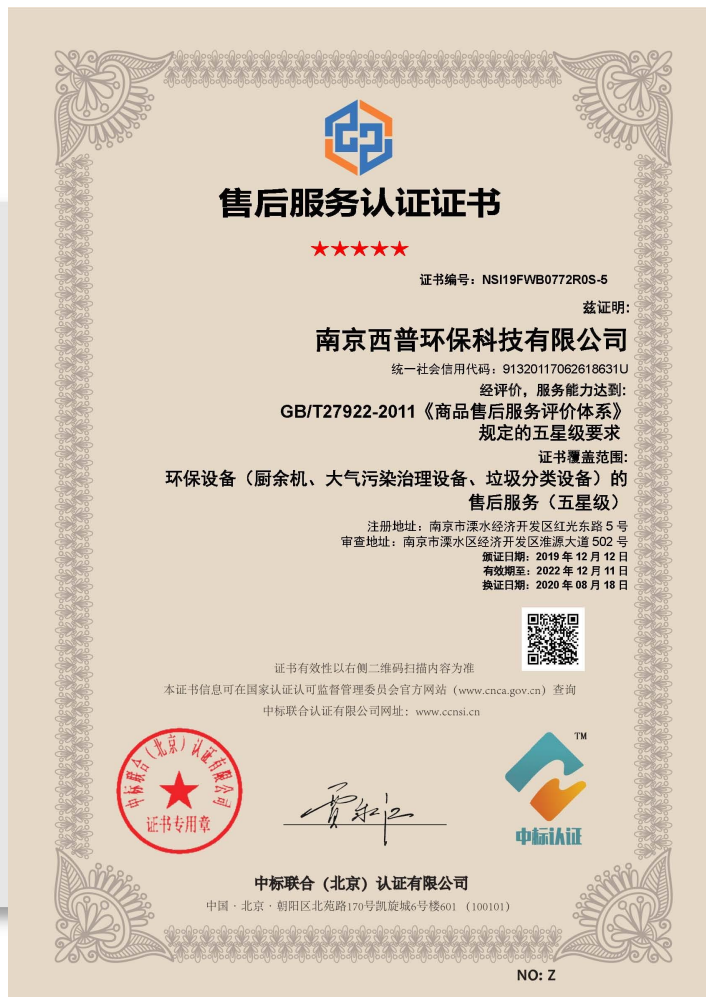 售后服务认证证书
★★★★★
证书编号：NSI19FWB0772R0S-5
兹证明:
南京西普环保科技有限公司
统一社会信用代码：91320117062618631U
经评价，服务能力达到:
GB/T27922-2011《商品售后服务评价体系》
规定的五星级要求
证书覆盖范围:
环保设备（厨余机、大气污染治理设备、垃圾分类设备）的
售后服务（五星级）
注册地址：南京市溧水经济开发区红光东路 5 号
审查地址：南京市溧水区经济开发区淮源大道 502 号
颁证日期：2019 年 12 月 12 日
有效期至：2022 年 12 月 11 日
换证日期：2020 年 08 月 18 日
证书有效性以右侧二维码扫描内容为准
本证书信息可在国家认证认可监督管理委员会官方网站（www.cnca.gov.cn）查询
中标联合认证有限公司网址：www.ccnsi.cn
中标联合（北京）认证有限公司
证书专用章
TM
中标认证
中标联合（北京）认证有限公司
中国 · 北京 · 朝阳区北苑路170号凯旋城6号楼601 （100101）
NO: Z